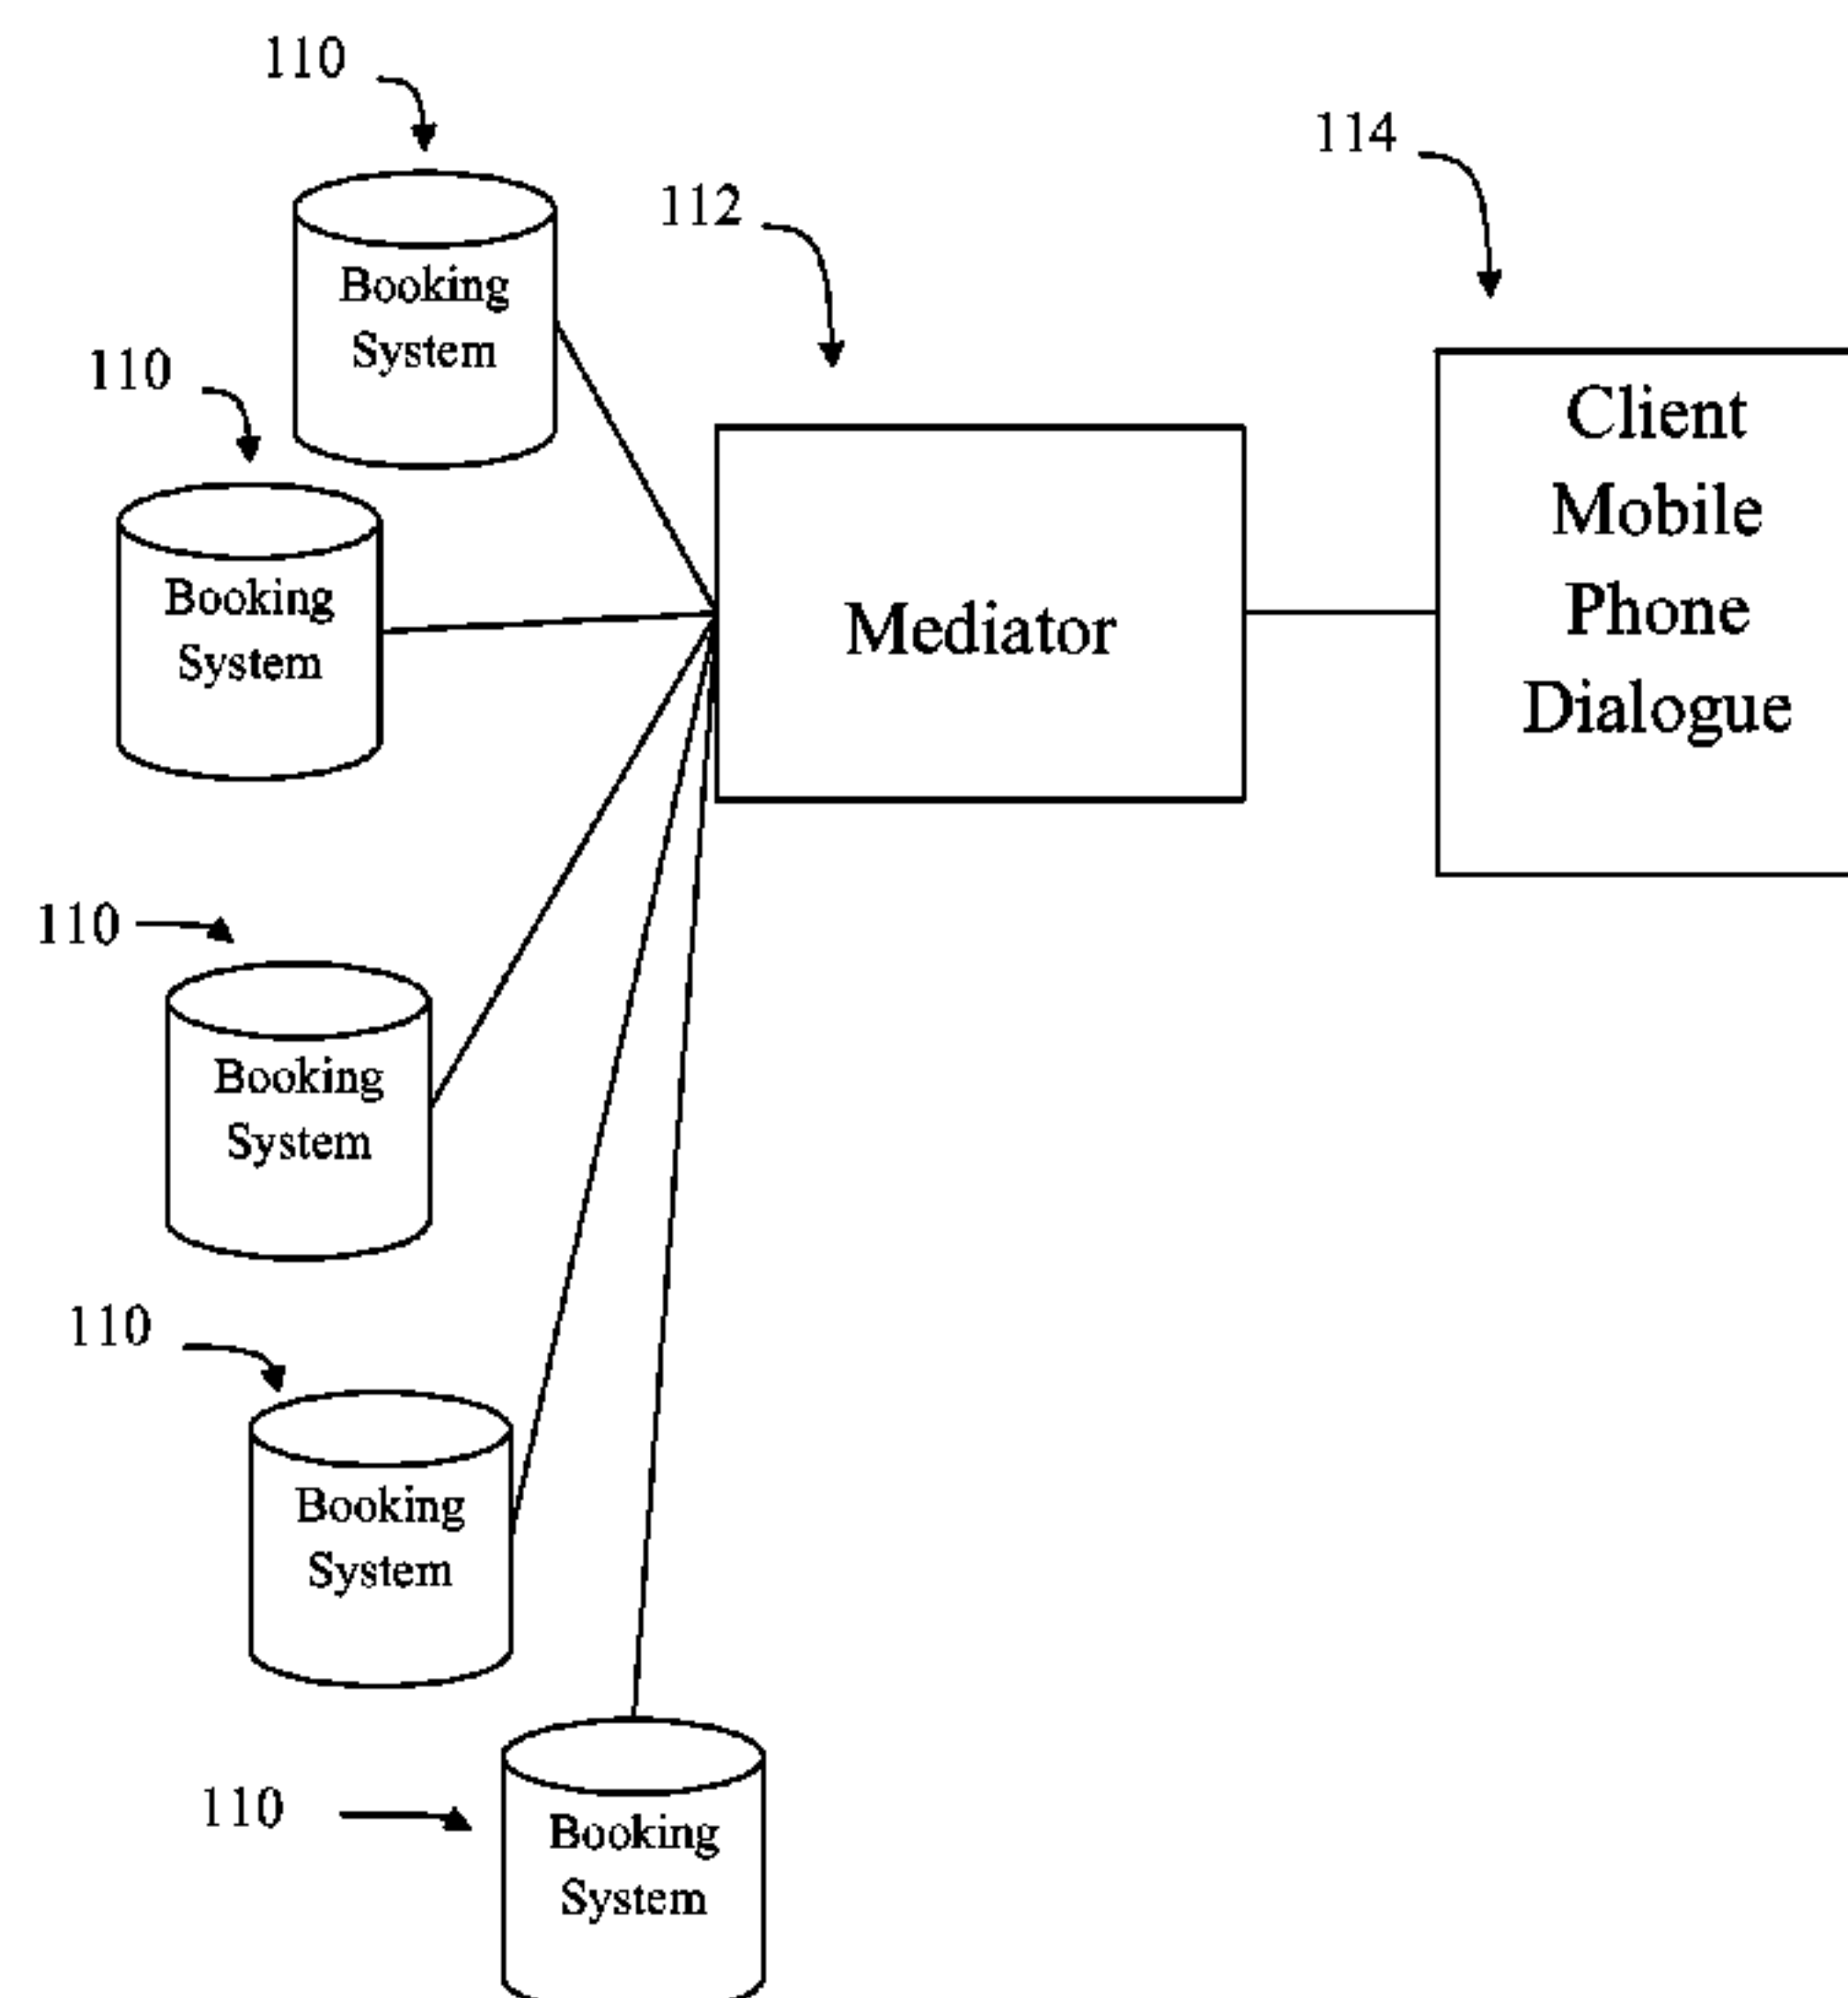 110
114
112
Booking
System
110
Client
Mobile
Phone
Dialogue
Booking
System
Mediator
110
Booking
System
110
Booking
System
110
Booking
System